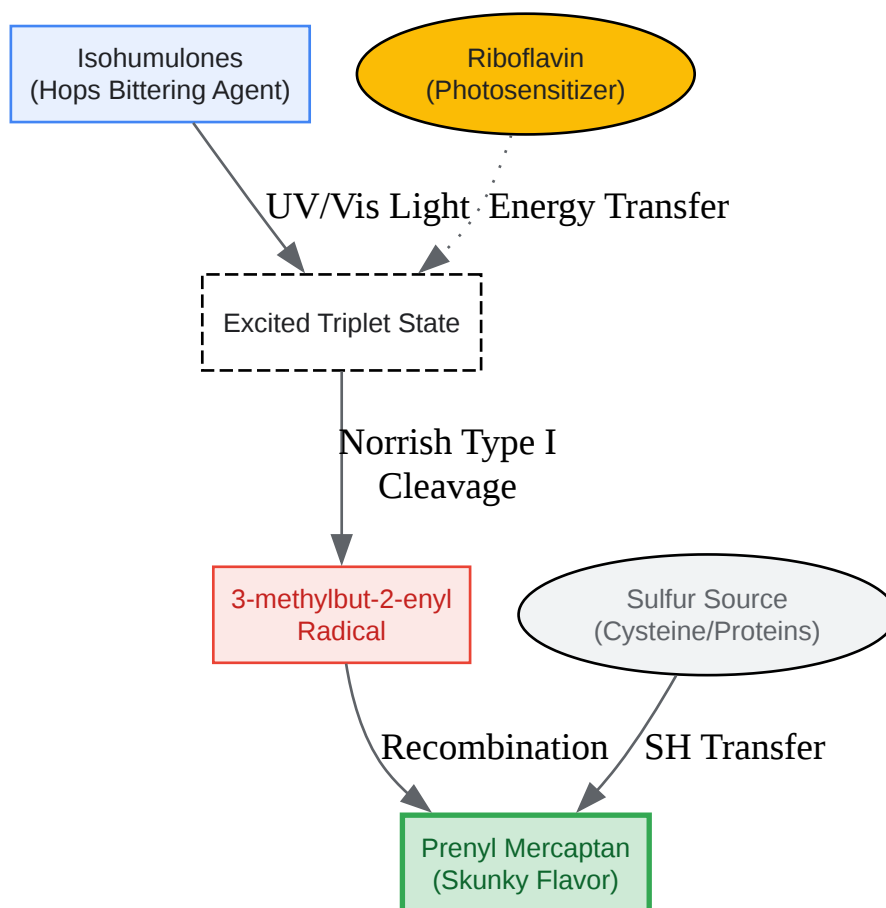 Isohumulones
(Hops Bittering Agent)
Riboflavin
(Photosensitizer)
UV/Vis Light
Energy Transfer
Excited Triplet State
Norrish Type I
Cleavage
3-methylbut-2-enyl
Radical
Sulfur Source
(Cysteine/Proteins)
Recombination
SH Transfer
Prenyl Mercaptan
(Skunky Flavor)